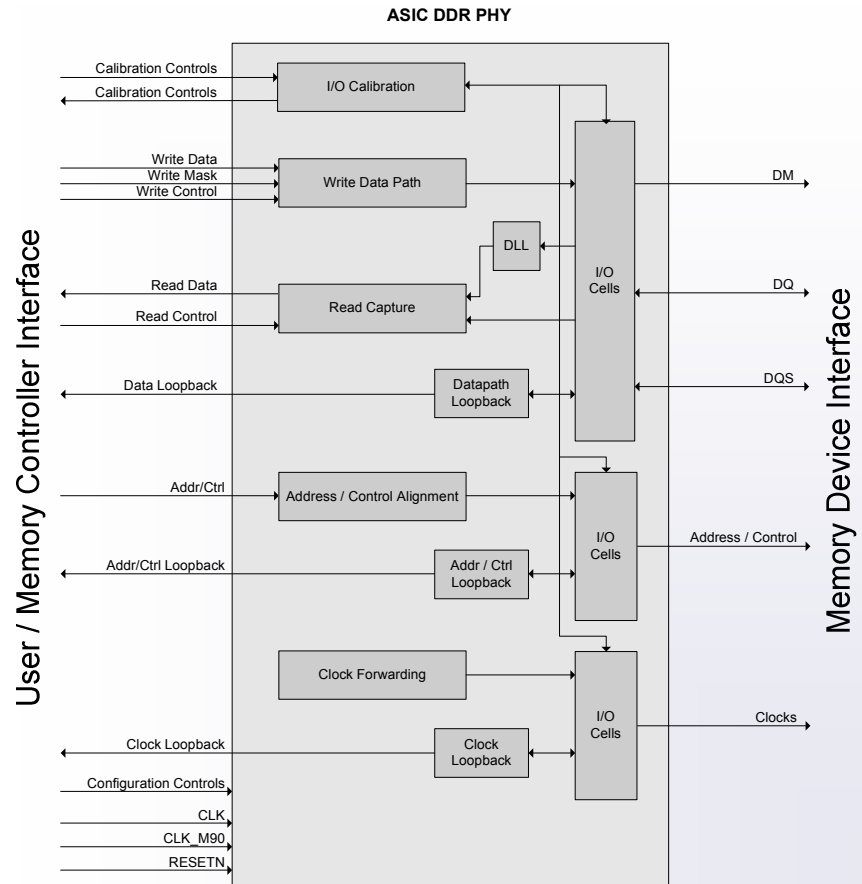 ASIC DDR PHY
Calibration Controls
Calibration Controls
I/O Calibration
Write Data
Write Mask
Write Control
Write Data Path
DM
DLL
I/O
Cells
Read Data
Read Control
Read Capture
DQ
Data Loopback
Datapath
Loopback
DQS
User / Memory Controller Interface
Memory Device Interface
Addr/Ctrl
Address / Control Alignment
I/O
Cells
Address / Control
Addr/Ctrl Loopback
Addr / Ctrl
Loopback
Clock Forwarding
I/O
Cells
Clocks
Clock Loopback
Clock
Loopback
Configuration Controls
CLK
CLK_M90
RESETN